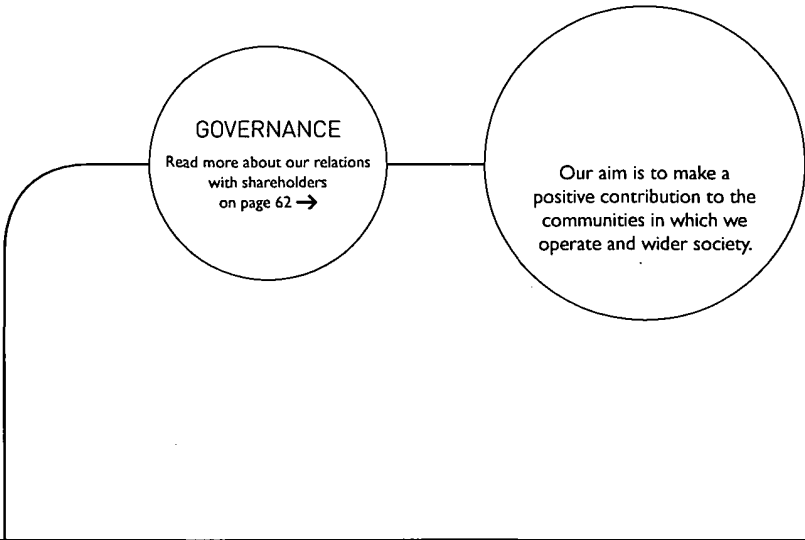 GOVERNANCE
Read more about our relations
with shareholders
on page 62 →
Our aim is to make a
positive contribution to the
communities in which we
operate and wider society.